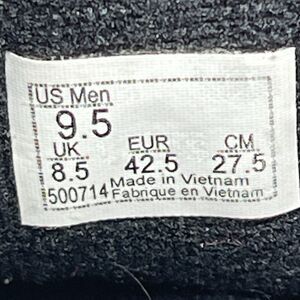 US Men
9.5
UK EUR CM
8.5 42.5 27.5
500714 Made in Vietnam
Fabrique en Vietnam